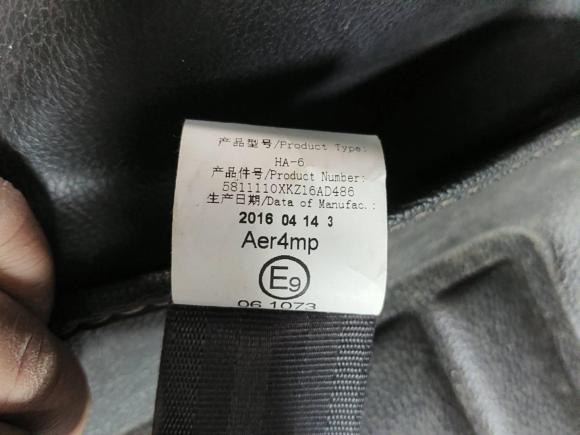 产品型号/Product Type:
HA-6
产品件号/Product Number:
5811110XKZ16AD486
生产日期/Data of Manufac.:
2016 04 14 3
Aer4mp
E9
06 1073